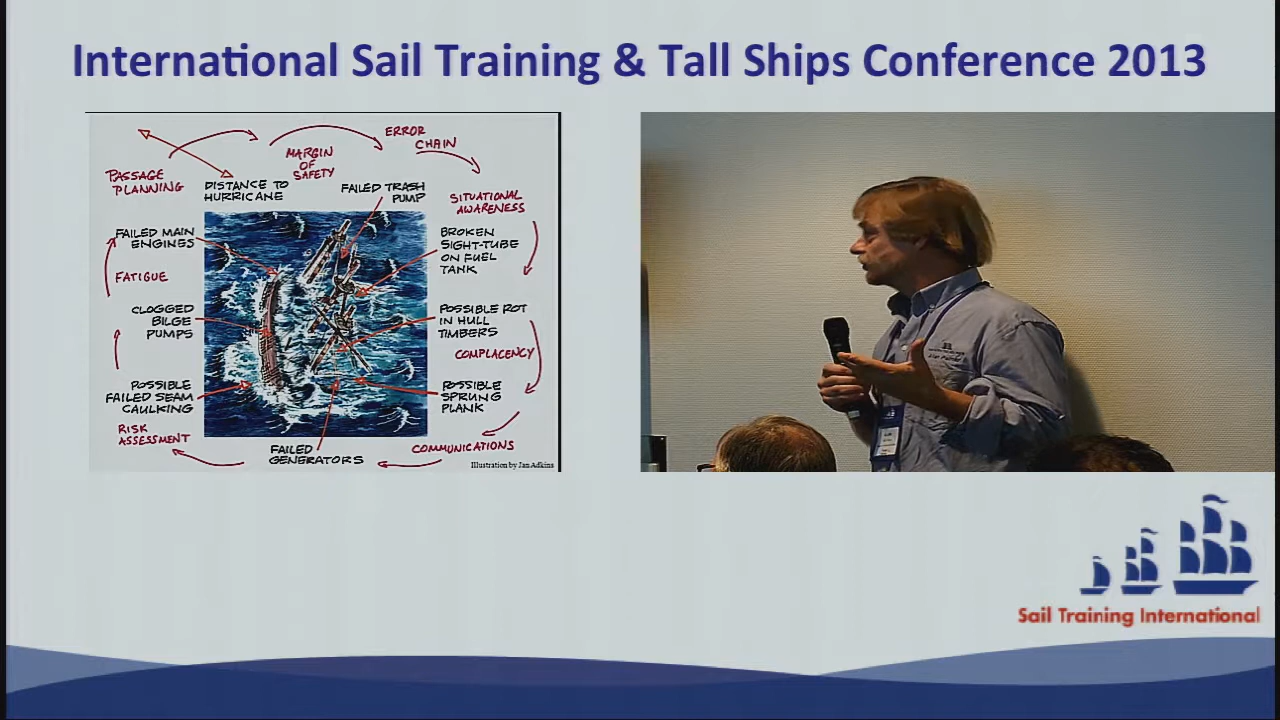 International Sail Training & Tall Ships Conference 2013
ERROR
CHAIN
MARGIN
OF
SAFETY
PASSAGE
PLANNING
DISTANCE TO
HURRICANE
FAILED TRASH
PUMP
SITUATIONAL
AWARENESS
FAILED MAIN
ENGINES
BROKEN
SIGHT-TUBE
ON FUEL
TANK
FATIGUE
CLOGGED
BILGE
PUMPS
POSSIBLE ROT
IN HULL
TIMBERS
COMPLACENCY
POSSIBLE
FAILED SEAM
CAULKING
POSSIBLE
SPRUNG
PLANK
RISK
ASSESSMENT
FAILED
GENERATORS
COMMUNICATIONS
Illustration by Jan Adkins
Sail Training International